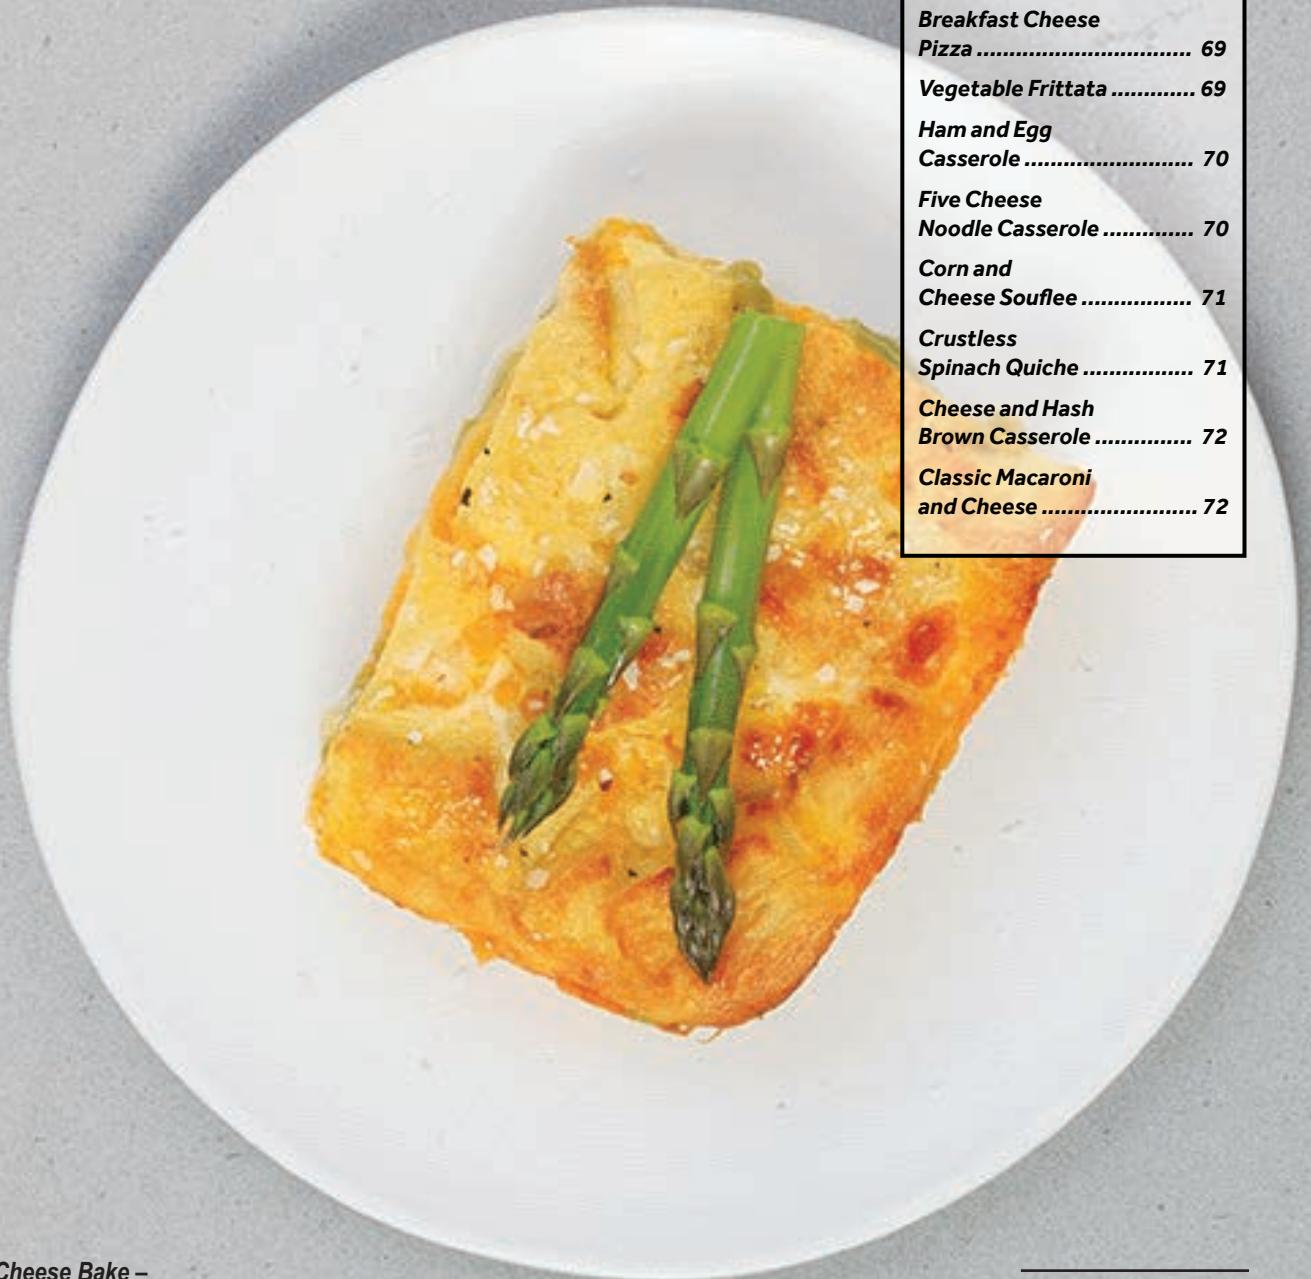 Breakfast Cheese
Pizza ................................. 69
Vegetable Frittata ............. 69
Ham and Egg
Casserole .......................... 70
Five Cheese
Noodle Casserole .............. 70
Corn and
Cheese Souflee ................. 71
Crustless
Spinach Quiche ................. 71
Cheese and Hash
Brown Casserole ............... 72
Classic Macaroni
and Cheese ........................ 72
Cheese Bake –